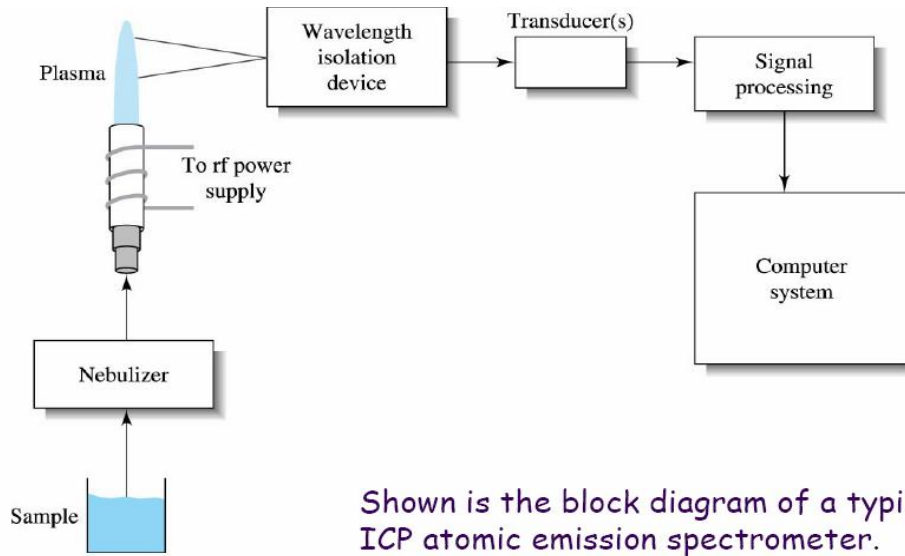 Plasma
Wavelength
isolation
device
Transducer(s)
Signal
processing
To rf power
supply
Computer
system
Nebulizer
Sample
Shown is the block diagram of a typi
ICP atomic emission spectrometer.